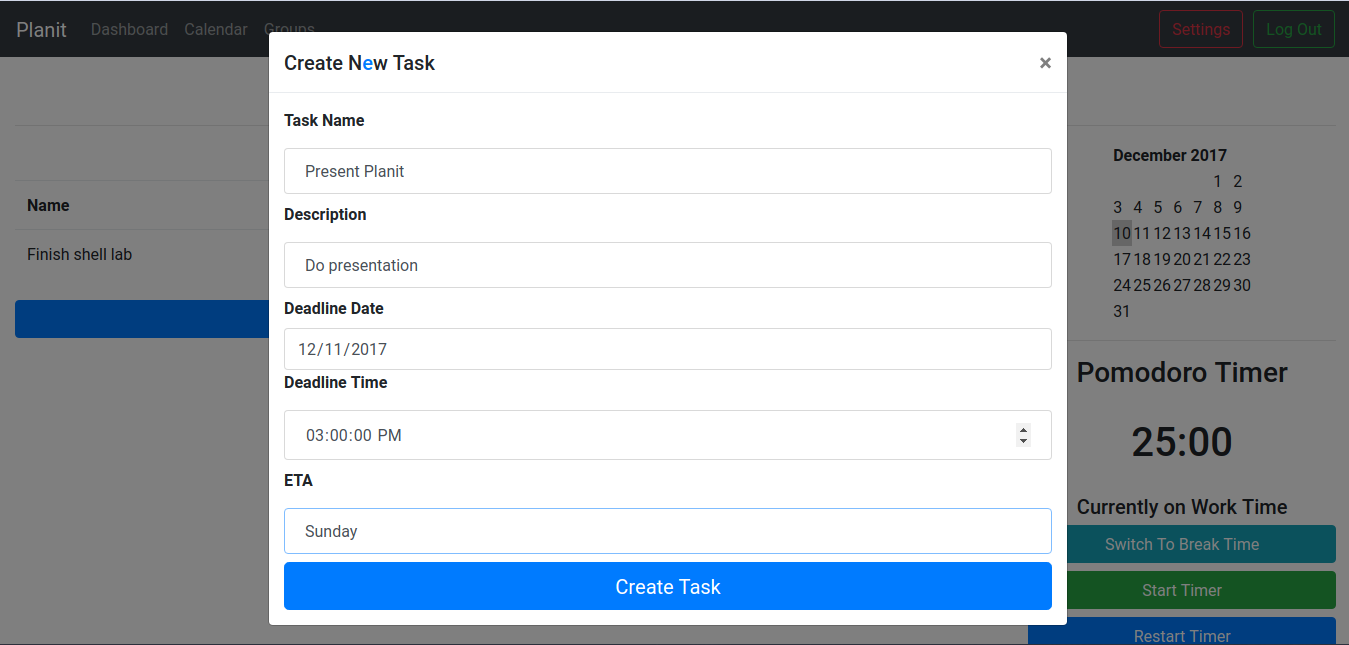 Planit Dashboard Calendar Groups Settings Log Out
Create New Task ×
Task Name
Present Planit
Description
Do presentation
Deadline Date
12/11/2017
Deadline Time
03:00:00 PM
ETA
Sunday
Create Task
Name
Finish shell lab
December 2017
1 2
3 4 5 6 7 8 9
10 11 12 13 14 15 16
17 18 19 20 21 22 23
24 25 26 27 28 29 30
31
Pomodoro Timer
25:00
Currently on Work Time
Switch To Break Time
Start Timer
Restart Timer